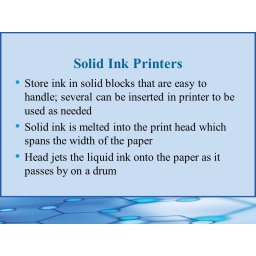 Solid Ink Printers
• Store ink in solid blocks that are easy to
handle; several can be inserted in printer to be
used as needed
• Solid ink is melted into the print head which
spans the width of the paper
• Head jets the liquid ink onto the paper as it
passes by on a drum